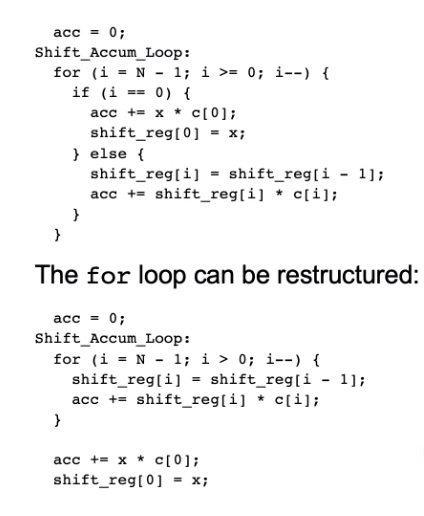 acc = 0;
Shift_Accum_Loop:
for (i = N - 1; i >= 0; i--) {
if (i == 0) {
acc += x * c[0];
shift_reg[0] = x;
} else {
shift_reg[i] = shift_reg[i - 1];
acc += shift_reg[i] * c[i];
}
}
The for loop can be restructured:
acc = 0;
Shift_Accum_Loop:
for (i = N - 1; i > 0; i--) {
shift_reg[i] = shift_reg[i - 1];
acc += shift_reg[i] * c[i];
}
acc += x * c[0];
shift_reg[0] = x;